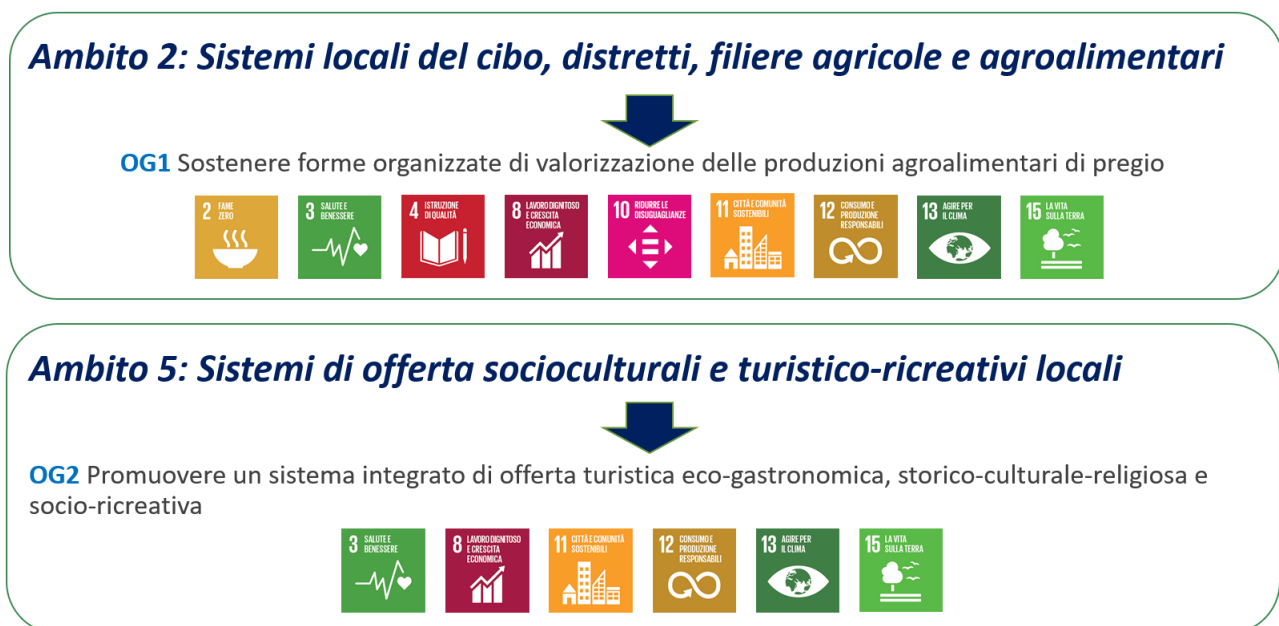 Ambito 2: Sistemi locali del cibo, distretti, filiere agricole e agroalimentari
OG1 Sostenere forme organizzate di valorizzazione delle produzioni agroalimentari di pregio
2 FAME
ZERO
3 SALUTE E
BENESSERE
4 ISTRUZIONE
DI QUALITÀ
8 LAVORO DIGNITOSO
E CRESCITA
ECONOMICA
10 RIDURRE LE
DISUGUAGLIANZE
11 CITTÀ E COMUNITÀ
SOSTENIBILI
12 CONSUMO E
PRODUZIONE
RESPONSABILI
13 AGIRE PER
IL CLIMA
15 LA VITA
SULLA TERRA
Ambito 5: Sistemi di offerta socioculturali e turistico-ricreativi locali
OG2 Promuovere un sistema integrato di offerta turistica eco-gastronomica, storico-culturale-religiosa e
socio-ricreativa
3 SALUTE E
BENESSERE
8 LAVORO DIGNITOSO
E CRESCITA
ECONOMICA
11 CITTÀ E COMUNITÀ
SOSTENIBILI
12 CONSUMO E
PRODUZIONE
RESPONSABILI
13 AGIRE PER
IL CLIMA
15 LA VITA
SULLA TERRA